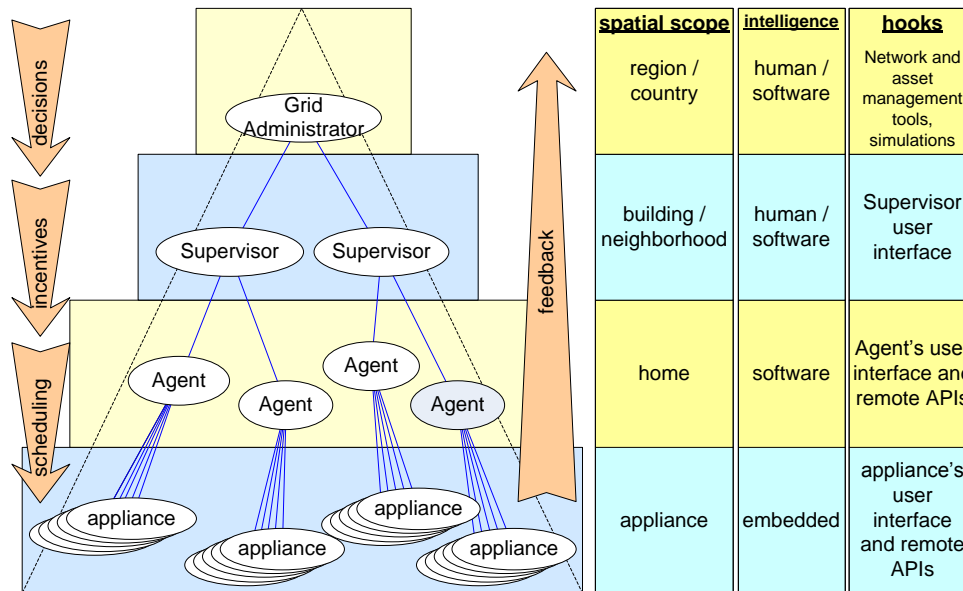 decisions
incentives
scheduling
Grid
Administrator
Supervisor
Supervisor
Agent
Agent
Agent
Agent
appliance
appliance
appliance
appliance
feedback
spatial scope
region /
country
building /
neighborhood
home
appliance
intelligence
human /
software
human /
software
software
embedded
hooks
Network and
asset
management
tools,
simulations
Supervisor
user
interface
Agent's use
interface and
remote APIs
appliance's
user
interface
and remote
APIs